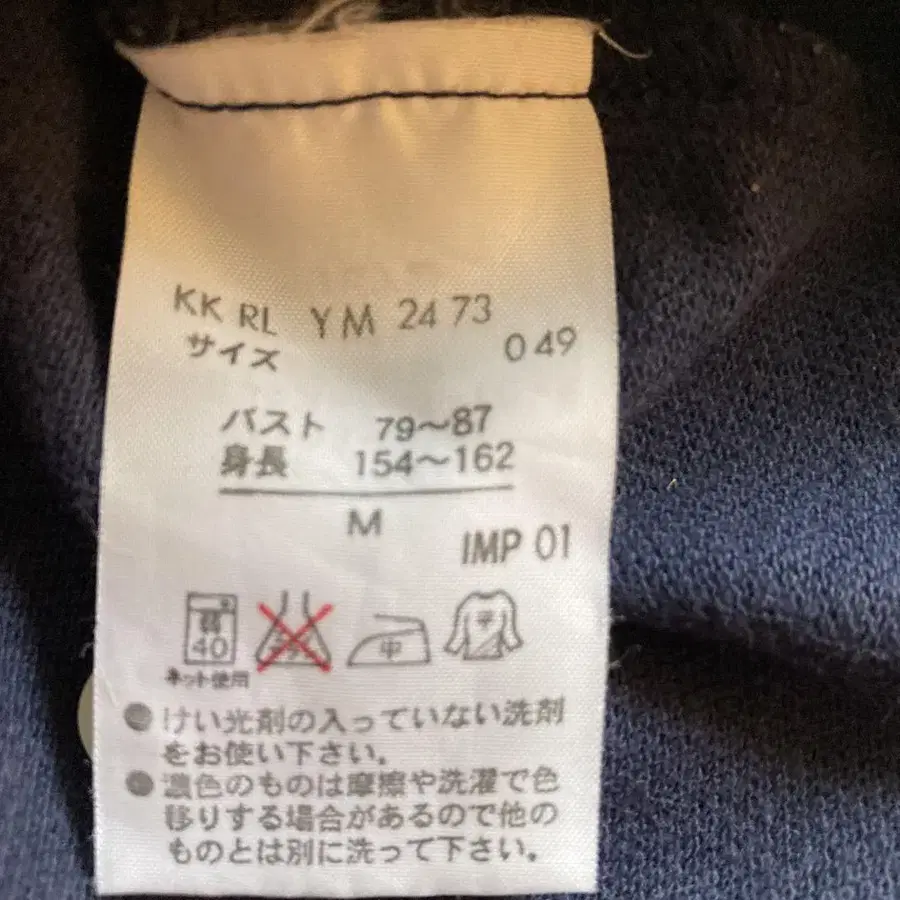 KK RL YM 24 73
サイズ 049
バスト 79~87
身長 154~162
M
IMP 01
弱 40 中 平
ネット使用
●けい光剤の入っていない洗剤
をお使い下さい。
●濃色のものは摩擦や洗濯で色
移りする場合があるので他の
ものとは別に洗って下さい。